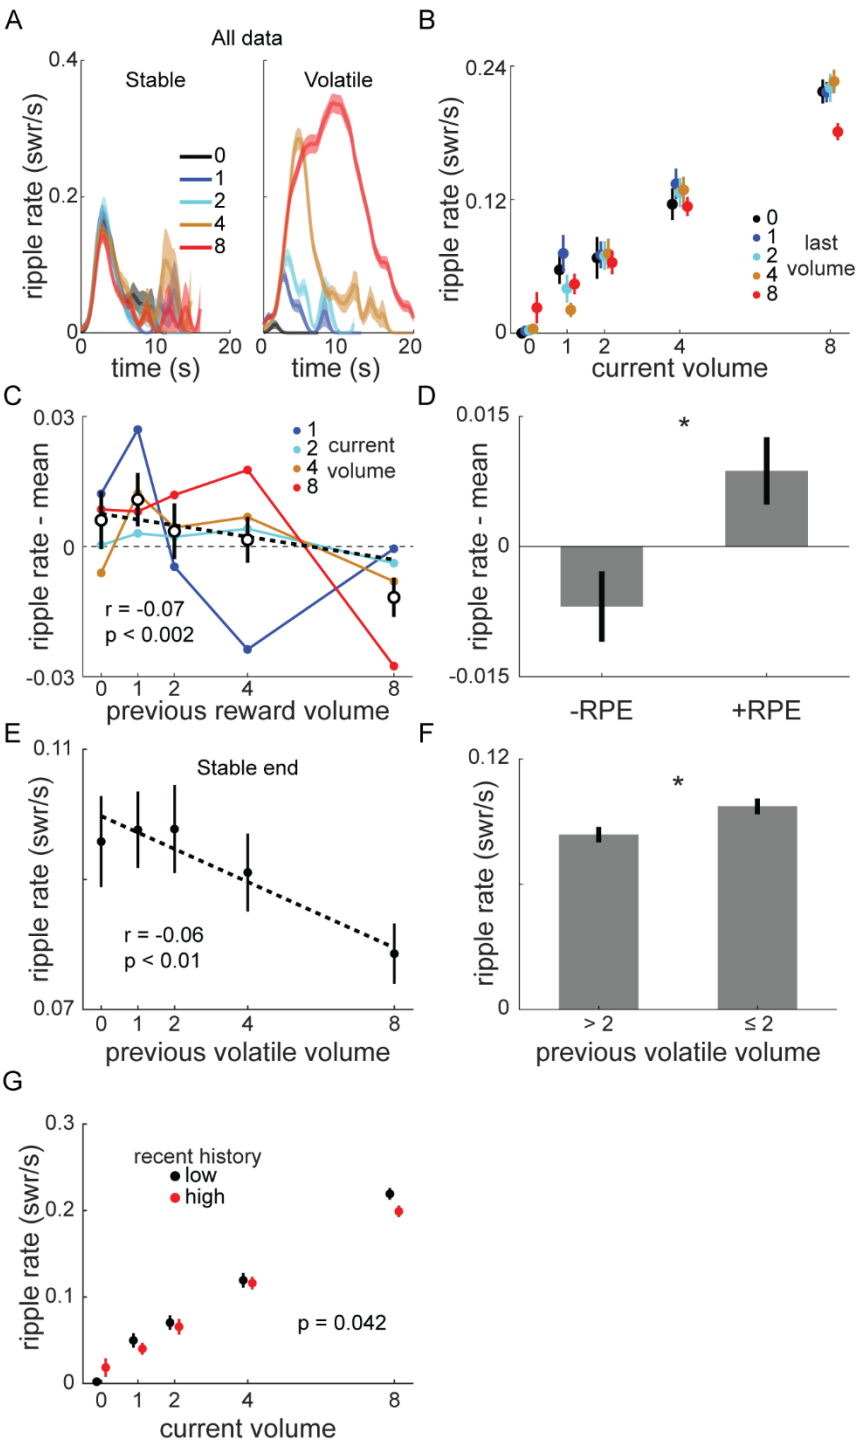 A
All data
Stable
Volatile
0.4
0.2
0
ripple rate (swr/s)
0
1
2
4
8
0 10 20
0 10 20
time (s)
time (s)
B
0.24
0.12
0
ripple rate (swr/s)
0
1
2
4
8
last
volume
0 1 2 4 8
current volume
C
0.03
0
-0.03
ripple rate - mean
1
2
4
8
current
volume
r = -0.07
p < 0.002
0 1 2 4 8
previous reward volume
D
0.015
0
-0.015
ripple rate - mean
*
-RPE +RPE
E
0.11
0.07
ripple rate (swr/s)
Stable end
r = -0.06
p < 0.01
0 1 2 4 8
previous volatile volume
F
0.12
0
ripple rate (swr/s)
*
> 2 ≤ 2
previous volatile volume
G
0.3
0.2
0.1
0
ripple rate (swr/s)
recent history
low
high
p = 0.042
0 1 2 4 8
current volume